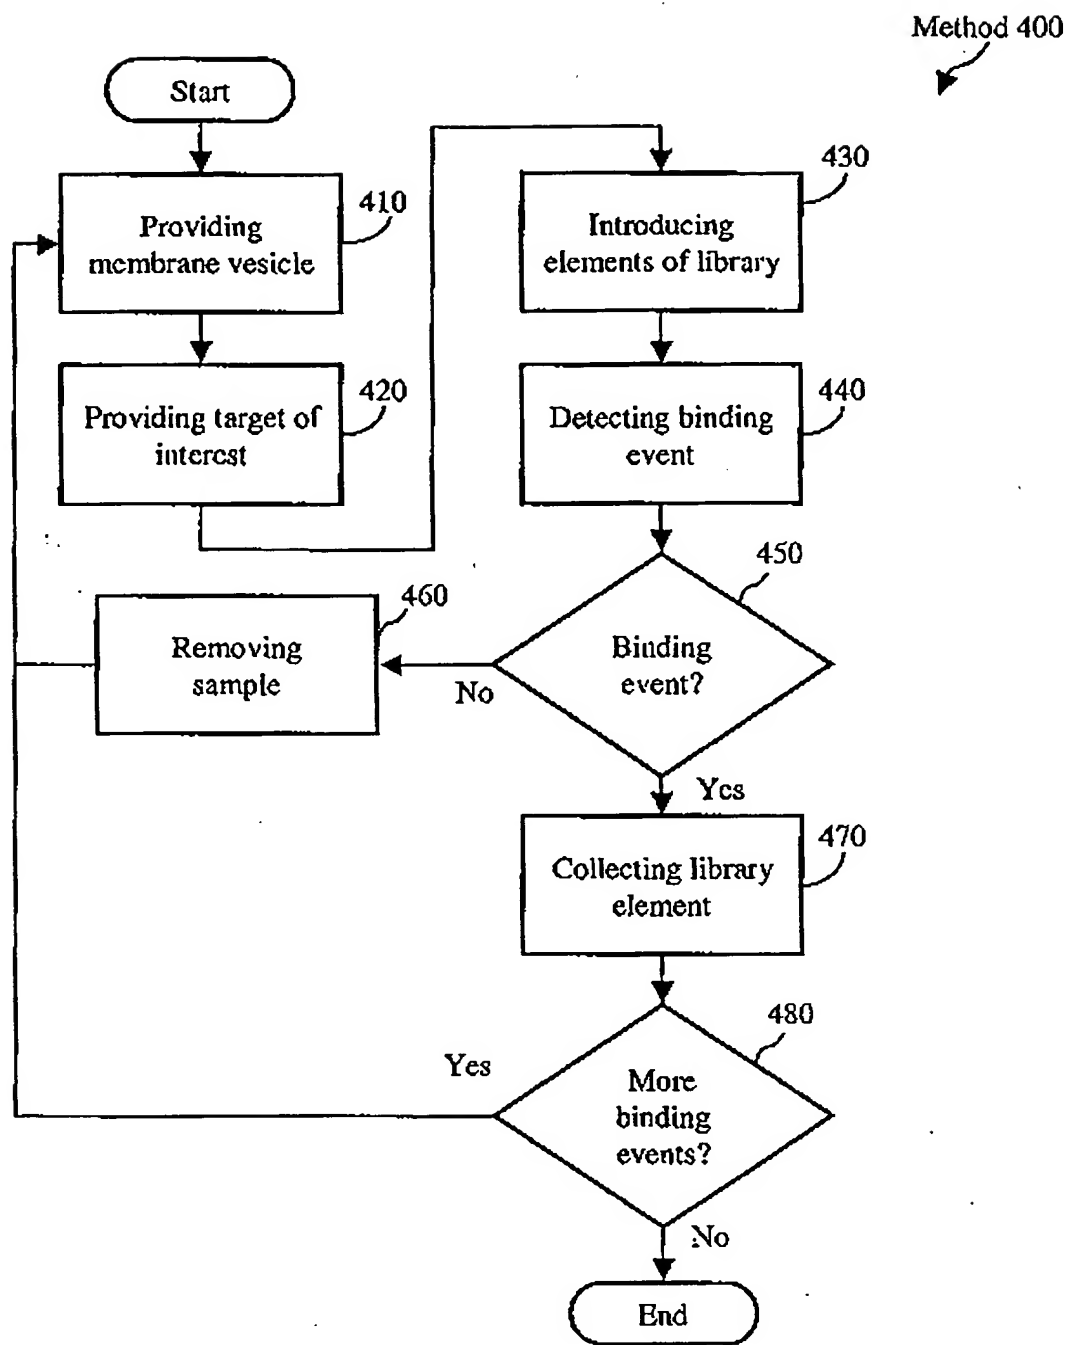 Method 400
Start
410
Providing
membrane vesicle
420
Providing target of
interest
430
Introducing
elements of library
440
Detecting binding
event
450
Binding
event?
No
460
Removing
sample
Yes
470
Collecting library
element
480
More
binding
events?
Yes
No
End